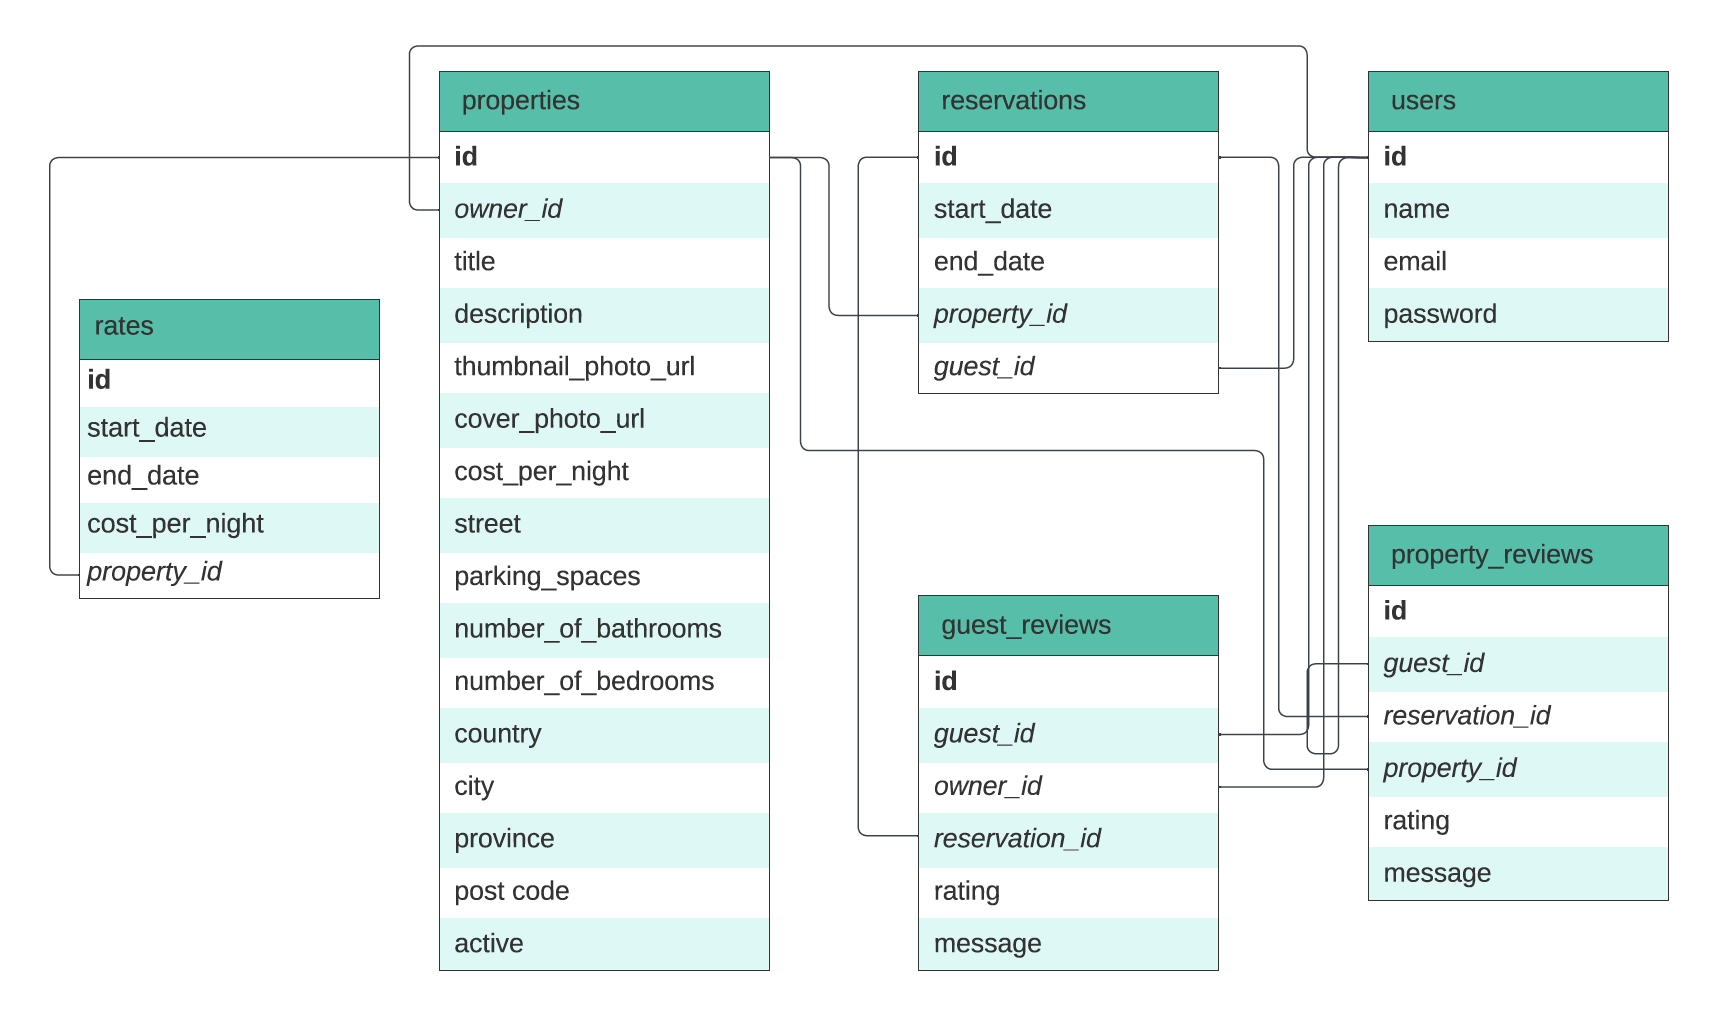 properties
id
owner_id
title
description
thumbnail_photo_url
cover_photo_url
cost_per_night
street
parking_spaces
number_of_bathrooms
number_of_bedrooms
country
city
province
post code
active
reservations
id
start_date
end_date
property_id
guest_id
users
id
name
email
password
rates
id
start_date
end_date
cost_per_night
property_id
guest_reviews
id
guest_id
owner_id
reservation_id
rating
message
property_reviews
id
guest_id
reservation_id
property_id
rating
message